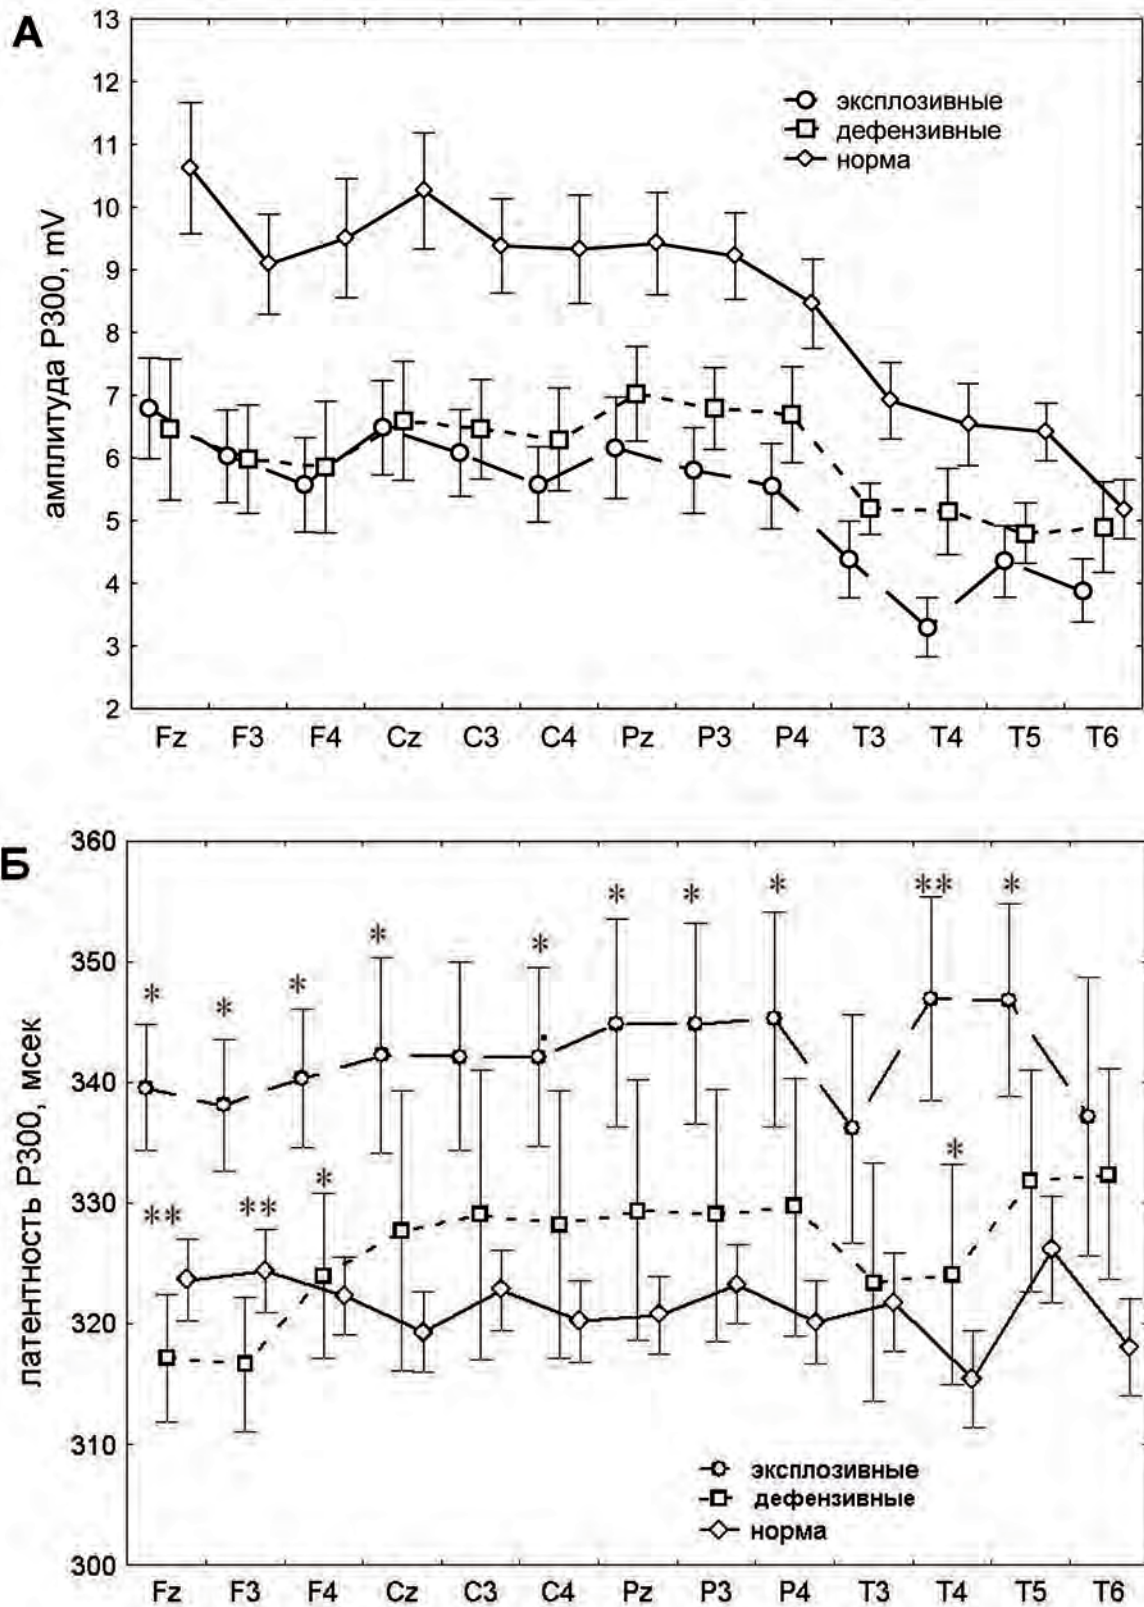 А
13
12
11
10
9
8
7
6
5
4
3
2
амплитуда P300, mV
эксплозивные
дефензивные
норма
Fz F3 F4 Cz C3 C4 Pz P3 P4 T3 T4 T5 T6
Б
360
350
340
330
320
310
300
латентность P300, мсек
* * * * * * * * ** *
** ** * *
эксплозивные
дефензивные
норма
Fz F3 F4 Cz C3 C4 Pz P3 P4 T3 T4 T5 T6